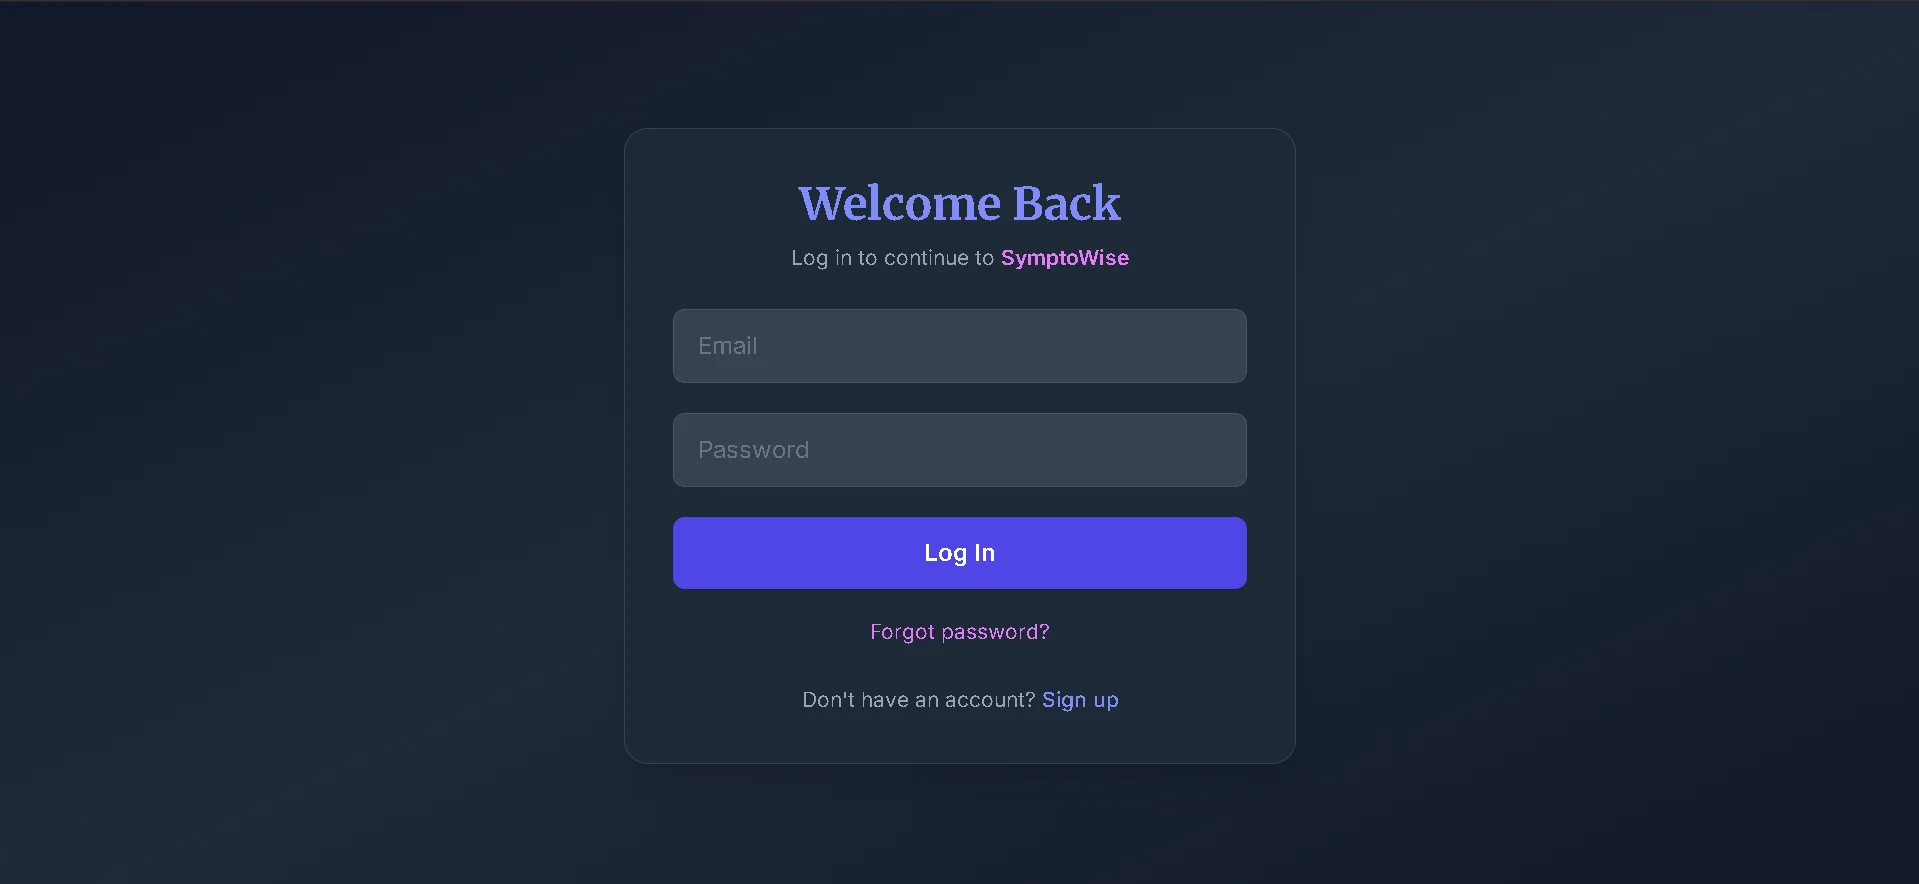 Welcome Back
Log in to continue to SymptoWise
Email
Password
Log In
Forgot password?
Don't have an account? Sign up